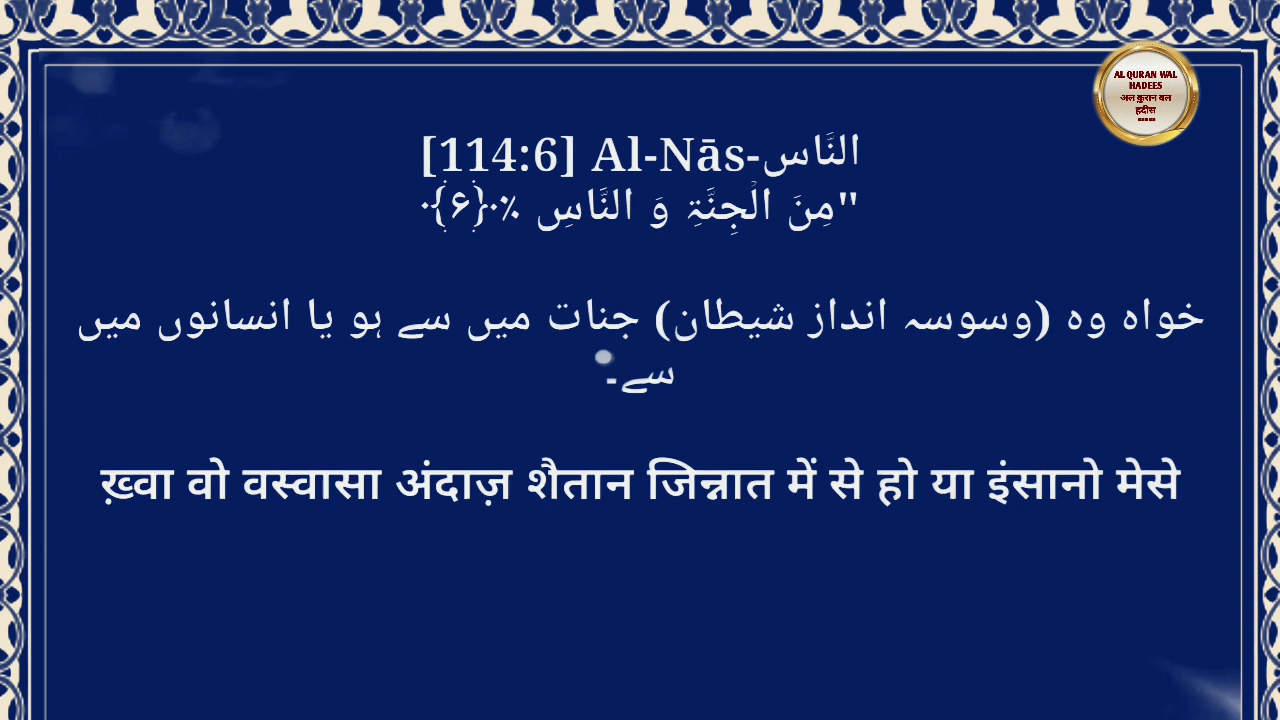 AL QURAN WAL
HADEES
अल क़ुरान वल
हदीस
[114:6] Al-Nās-النَّاس
"مِنَ الۡجِنَّۃِ وَ النَّاسِ ٪﴿۶﴾
خواہ وہ (وسوسہ انداز شیطان) جنات میں سے ہو یا انسانوں میں
سے۔
ख़्वा वो वस्वासा अंदाज़ शैतान जिन्नात में से हो या इंसानो मेसे